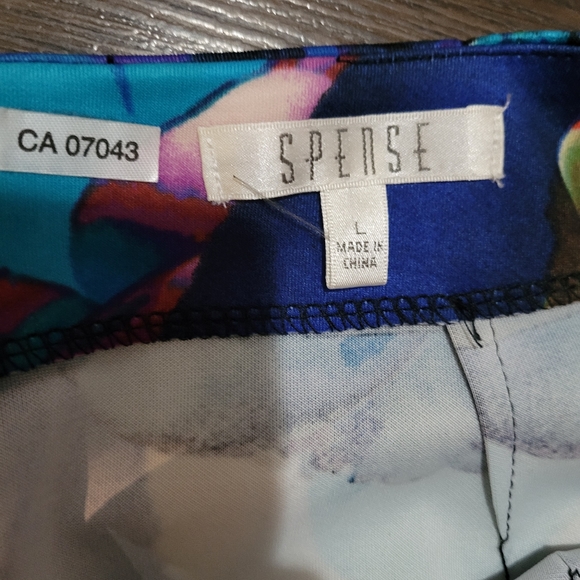 CA 07043
SPENSE
L
MADE IN
CHINA